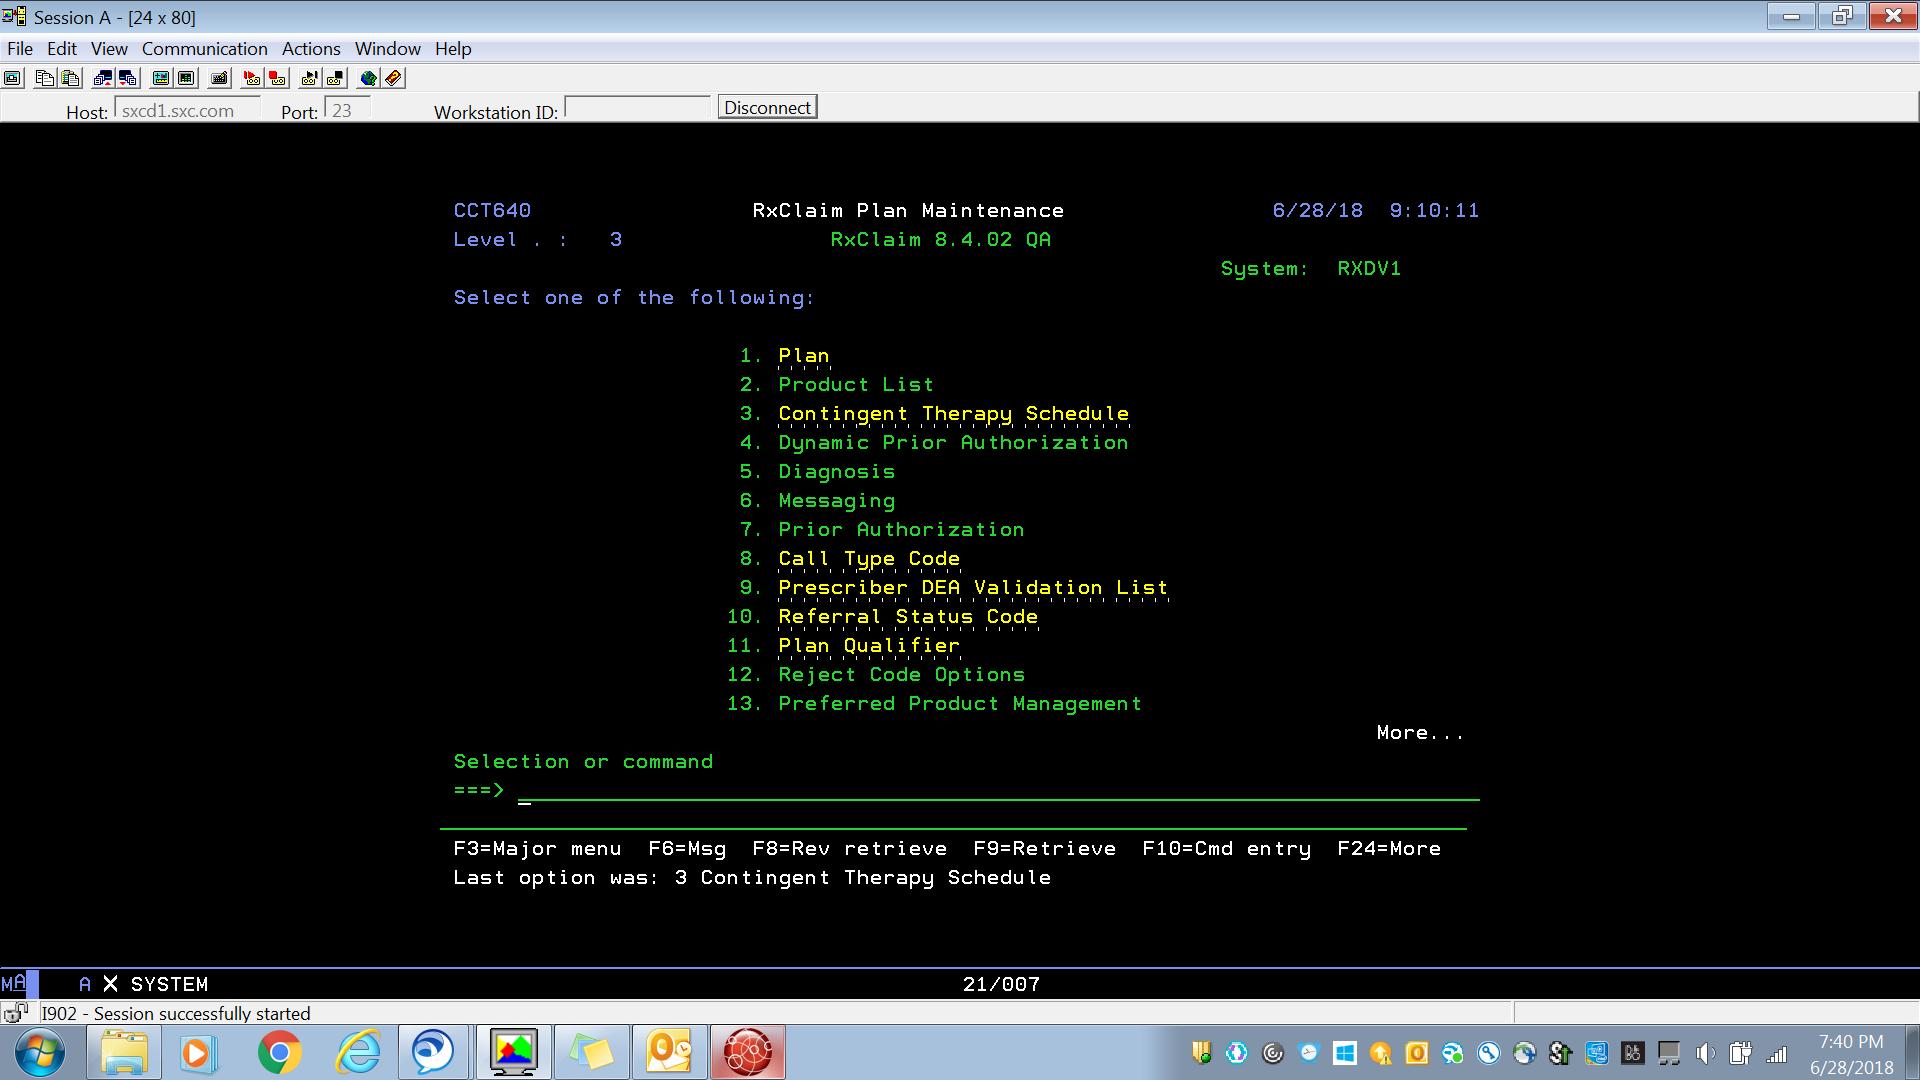 Session A - [24 x 80]
File Edit View Communication Actions Window Help
Host: sxcd1.sxc.com Port: 23 Workstation ID: Disconnect
CCT640 RxClaim Plan Maintenance 6/28/18 9:10:11
Level . : 3 RxClaim 8.4.02 QA
System: RXDV1
Select one of the following:
1. Plan
2. Product List
3. Contingent Therapy Schedule
4. Dynamic Prior Authorization
5. Diagnosis
6. Messaging
7. Prior Authorization
8. Call Type Code
9. Prescriber DEA Validation List
10. Referral Status Code
11. Plan Qualifier
12. Reject Code Options
13. Preferred Product Management
More...
Selection or command
===>
F3=Major menu F6=Msg F8=Rev retrieve F9=Retrieve F10=Cmd entry F24=More
Last option was: 3 Contingent Therapy Schedule
MA A X SYSTEM 21/007
I902 - Session successfully started
7:40 PM
6/28/2018